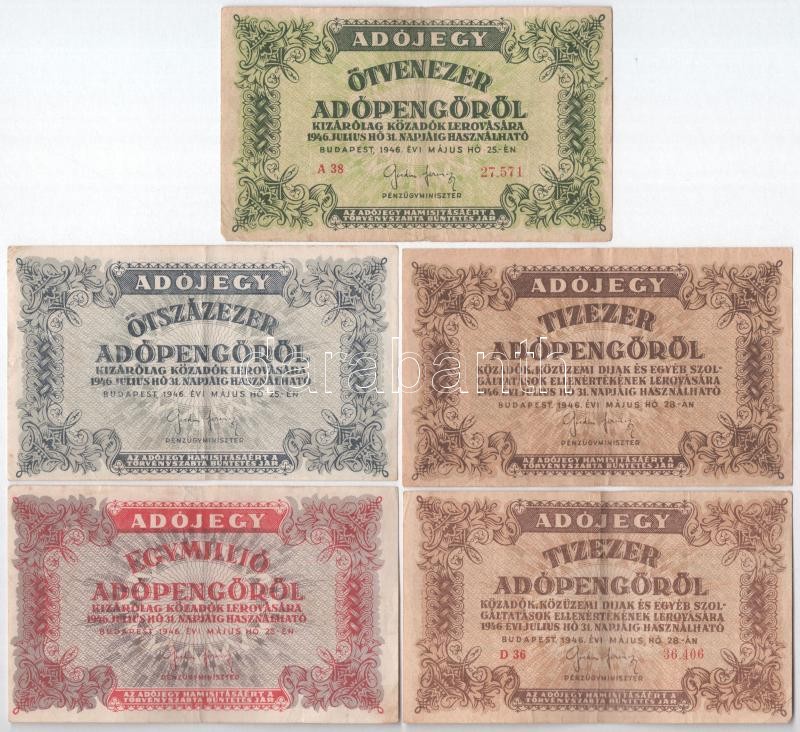 ADÓJEGY
ÖTVENEZER
ADÓPENGŐRŐL
KIZÁRÓLAG KÖZADÓK LEROVÁSÁRA
1946. JULIUS HÓ 31. NAPJÁIG HASZNÁLHATÓ
BUDAPEST, 1946. ÉVI MÁJUS HÓ 25.-ÉN
A 38 27.571
PÉNZÜGYMINISZTER
AZ ADÓJEGY HAMISITÁSÁÉRT A
TÖRVÉNYSZABTA BÜNTETÉS JÁR
ADÓJEGY
ÖTSZÁZEZER
ADÓPENGŐRŐL
KIZÁRÓLAG KÖZADÓK LEROVÁSÁRA
1946. JULIUS HÓ 31. NAPJÁIG HASZNÁLHATÓ
BUDAPEST, 1946. ÉVI MÁJUS HÓ 25.-ÉN
PÉNZÜGYMINISZTER
AZ ADÓJEGY HAMISITÁSÁÉRT A
TÖRVÉNYSZABTA BÜNTETÉS JÁR
ADÓJEGY
TIZEZER
ADÓPENGŐRŐL
KÖZADÓK, KÖZÜZEMI DIJAK ÉS EGYÉB SZOL-
GÁLTATÁSOK ELLENÉRTÉKÉNEK LEROVÁSÁRA
1946. ÉVI JULIUS HÓ 31. NAPJÁIG HASZNÁLHATÓ
BUDAPEST, 1946. ÉVI MÁJUS HÓ 28.-ÁN
PÉNZÜGYMINISZTER
AZ ADÓJEGY HAMISITÁSÁÉRT A
TÖRVÉNYSZABTA BÜNTETÉS JÁR
darabanth
ADÓJEGY
EGYMILLIÓ
ADÓPENGŐRŐL
KIZÁRÓLAG KÖZADÓK LEROVÁSÁRA
1946. JULIUS HÓ 31. NAPJÁIG HASZNÁLHATÓ
BUDAPEST, 1946. ÉVI MÁJUS HÓ 25.-ÉN
PÉNZÜGYMINISZTER
AZ ADÓJEGY HAMISITÁSÁÉRT A
TÖRVÉNYSZABTA BÜNTETÉS JÁR
ADÓJEGY
TIZEZER
ADÓPENGŐRŐL
KÖZADÓK, KÖZÜZEMI DIJAK ÉS EGYÉB SZOL-
GÁLTATÁSOK ELLENÉRTÉKÉNEK LEROVÁSÁRA
1946. ÉVI JULIUS HÓ 31. NAPJÁIG HASZNÁLHATÓ
BUDAPEST, 1946. ÉVI MÁJUS HÓ 28.-ÁN
D 36 36.406
PÉNZÜGYMINISZTER
AZ ADÓJEGY HAMISITÁSÁÉRT A
TÖRVÉNYSZABTA BÜNTETÉS JÁR